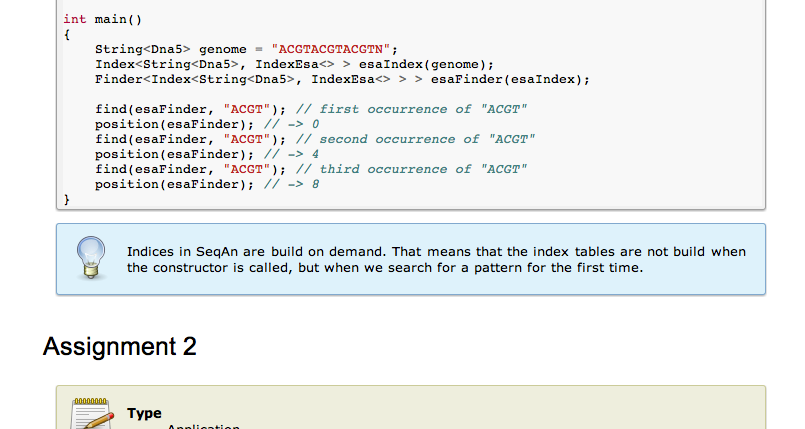 int main()
{
    String<Dna5> genome = "ACGTACGTACGTN";
    Index<String<Dna5>, IndexEsa<> > esaIndex(genome);
    Finder<Index<String<Dna5>, IndexEsa<> > > esaFinder(esaIndex);

    find(esaFinder, "ACGT"); // first occurrence of "ACGT"
    position(esaFinder); // -> 0
    find(esaFinder, "ACGT"); // second occurrence of "ACGT"
    position(esaFinder); // -> 4
    find(esaFinder, "ACGT"); // third occurrence of "ACGT"
    position(esaFinder); // -> 8
}
Indices in SeqAn are build on demand. That means that the index tables are not build when
the constructor is called, but when we search for a pattern for the first time.
Assignment 2
Type
Application